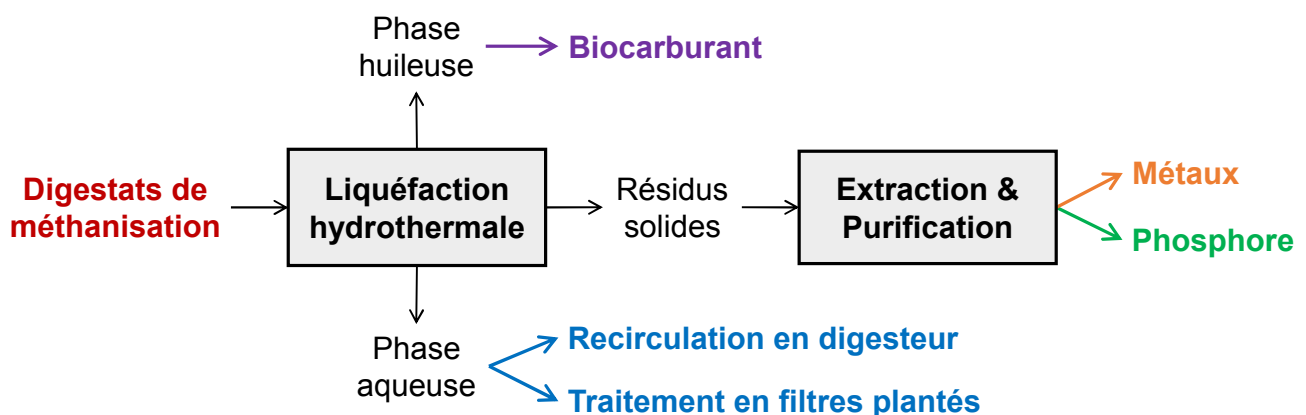 Phase
huileuse
Biocarburant
Digestats de
méthanisation
Liquéfaction
hydrothermale
Résidus
solides
Extraction &
Purification
Métaux
Phosphore
Phase
aqueuse
Recirculation en digesteur
Traitement en filtres plantés